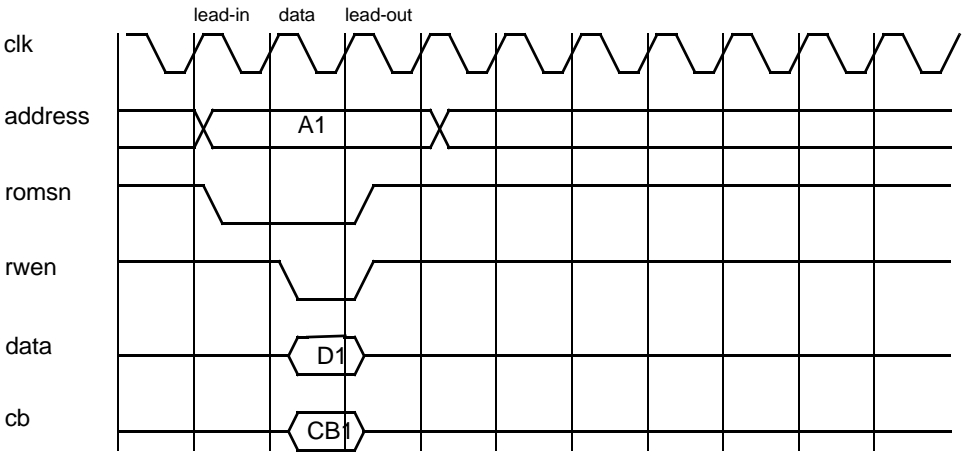 lead-in data lead-out
clk
address A1
romsn
rwen
data D1
cb CB1